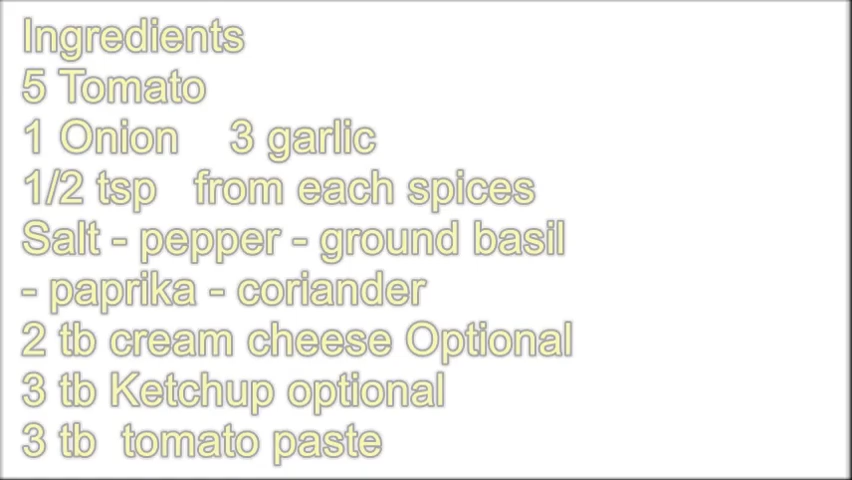 Ingredients
5 Tomato
1 Onion    3 garlic
1/2 tsp   from each spices
Salt - pepper - ground basil
- paprika - coriander
2 tb cream cheese Optional
3 tb Ketchup optional
3 tb  tomato paste